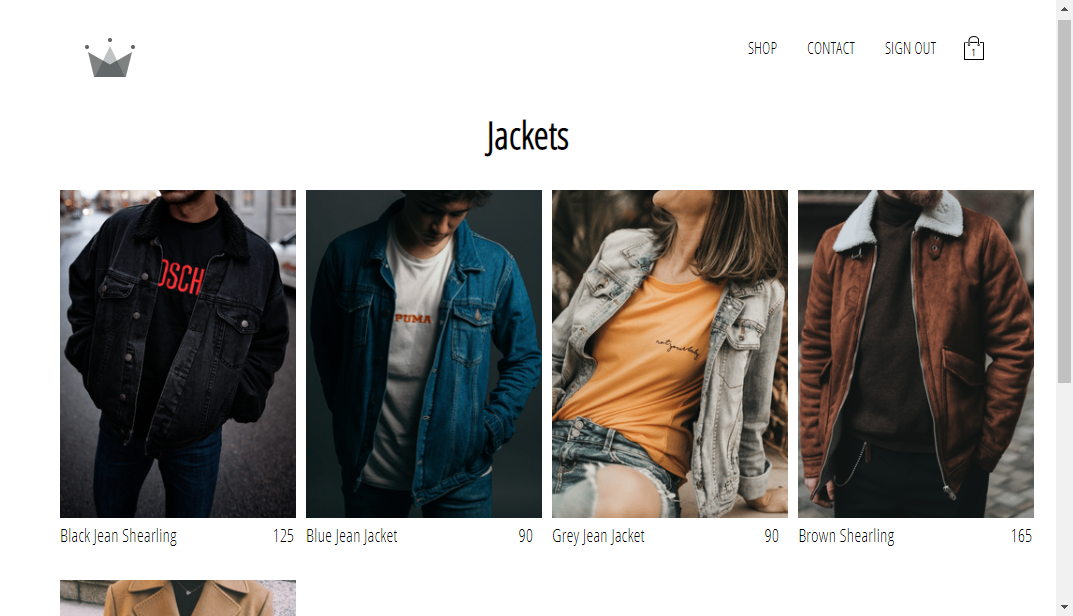 SHOP CONTACT SIGN OUT 1
Jackets
OSCH
PUMA
Black Jean Shearling 125
Blue Jean Jacket 90
Grey Jean Jacket 90
Brown Shearling 165